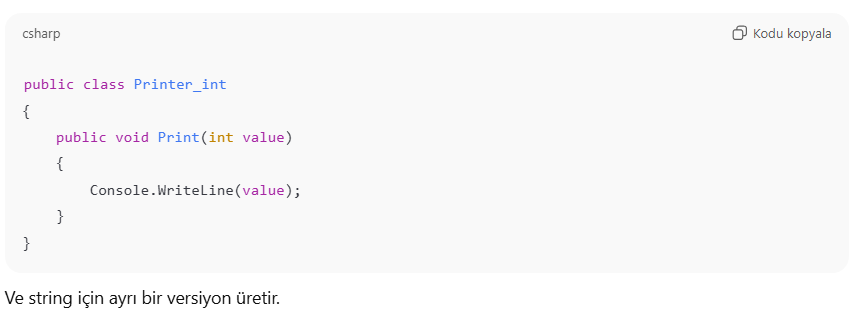 csharp Kodu kopyala
public class Printer_int
{
    public void Print(int value)
    {
        Console.WriteLine(value);
    }
}
Ve string için ayrı bir versiyon üretir.